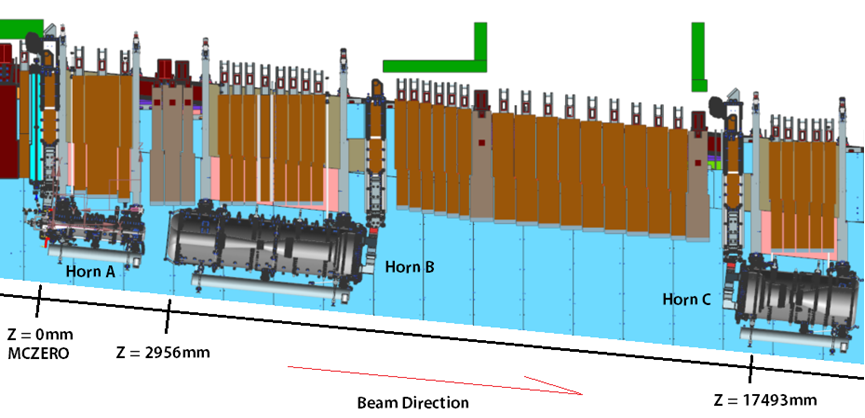 Horn A
Horn B
Horn C
Z = 0mm
MCZERO
Z = 2956mm
Beam Direction
Z = 17493mm